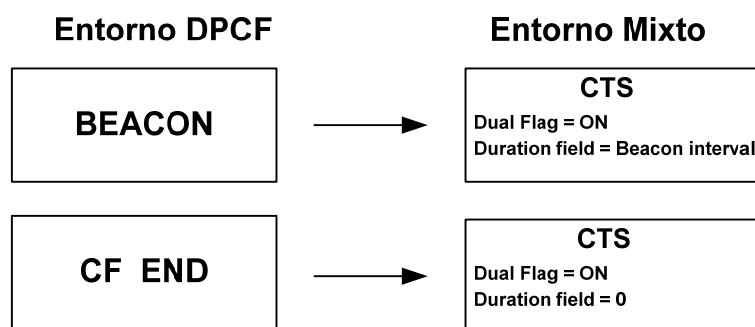 Entorno DPCF
Entorno Mixto
BEACON
CTS
Dual Flag = ON
Duration field = Beacon interval
CF END
CTS
Dual Flag = ON
Duration field = 0